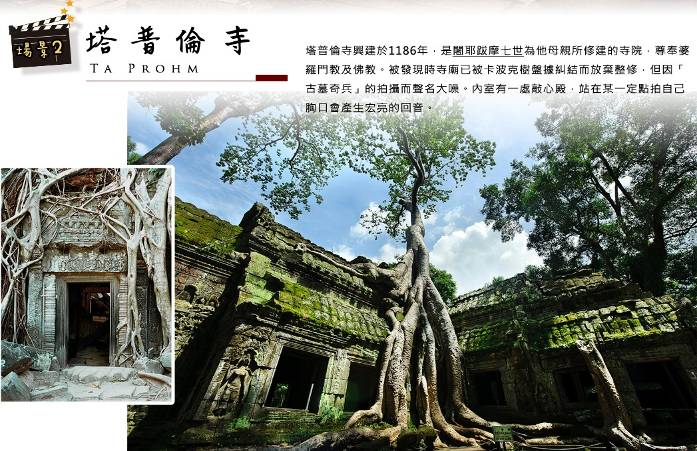 場景2
塔普倫寺
TA PROHM
塔普倫寺興建於1186年，是闍耶跋摩七世為他母親所修建的寺院，尊奉婆
羅門教及佛教。被發現時寺廟已被卡波克樹盤據糾結而放棄整修，但因「
古墓奇兵」的拍攝而聲名大噪。內室有一處敲心殿，站在某一定點拍自己
胸口會產生宏亮的回音。